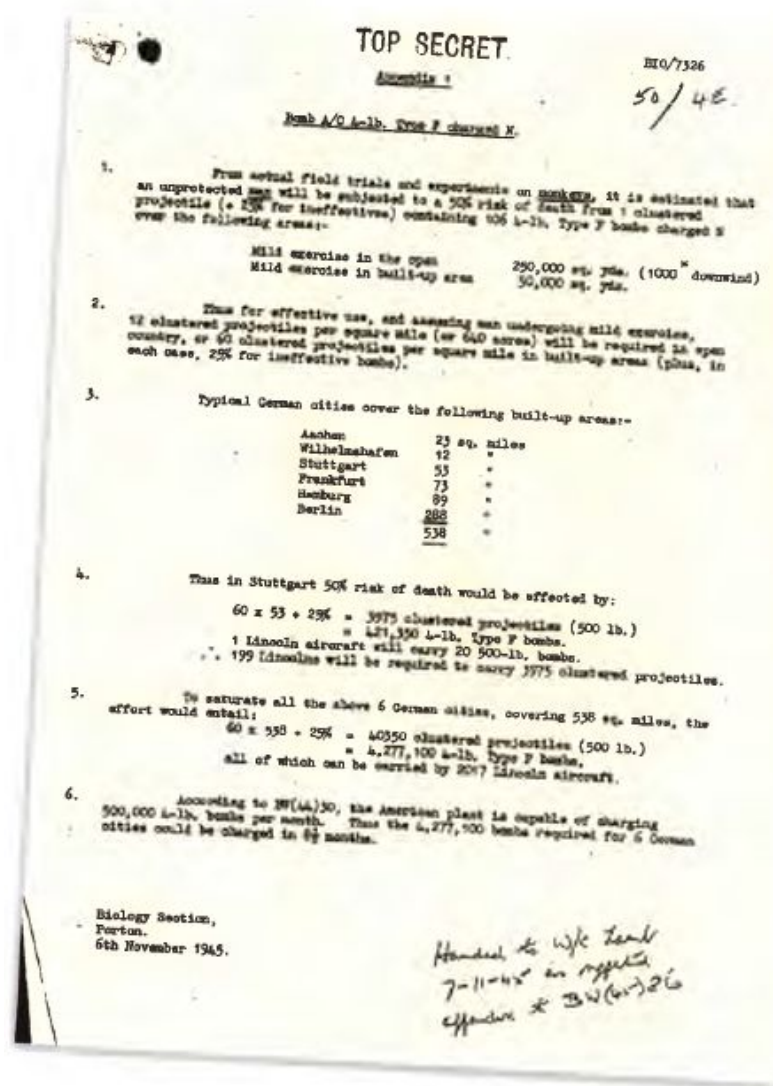 TOP SECRET
BIO/7326
Appendix 1
50/4E.
Bomb A/C 4-lb. Type F charged N.
1. From actual field trials and experiments on monkeys, it is estimated that
an unprotected man will be subjected to a 50% risk of death from 1 clustered
projectile (+ 25% for ineffectives) containing 106 4-lb. Type F bombs charged N
over the following areas:-
Mild exercise in the open 250,000 sq. yds. (1000ˣ downwind)
Mild exercise in built-up area 50,000 sq. yds.
2. Thus for effective use, and assuming man undergoing mild exercise,
12 clustered projectiles per square mile (or 640 acres) will be required in open
country, or 60 clustered projectiles per square mile in built-up areas (plus, in
each case, 25% for ineffective bombs).
3. Typical German cities cover the following built-up areas:-
Aachen 23 sq. miles
Wilhelmshafen 12 "
Stuttgart 53 "
Frankfurt 73 "
Hamburg 89 "
Berlin 288 "
538 "
4. Thus in Stuttgart 50% risk of death would be effected by:
60 x 53 + 25% = 3975 clustered projectiles (500 lb.)
= 421,350 4-lb. Type F bombs.
1 Lincoln aircraft will carry 20 500-lb. bombs.
∴ 199 Lincolns will be required to carry 3975 clustered projectiles.
5. To saturate all the above 6 German cities, covering 538 sq. miles, the
effort would entail:
60 x 538 + 25% = 40350 clustered projectiles (500 lb.)
= 4,277,100 4-lb. Type F bombs.
all of which can be carried by 2017 Lincoln aircraft.
6. According to BW(44)30, the American plant is capable of charging
500,000 4-lb. bombs per month. Thus the 4,277,100 bombs required for 6 German
cities could be charged in 8½ months.
Biology Section,
Porton.
6th November 1945.
Handed to W/C Lamb
7-11-45 as
to BW(45)26